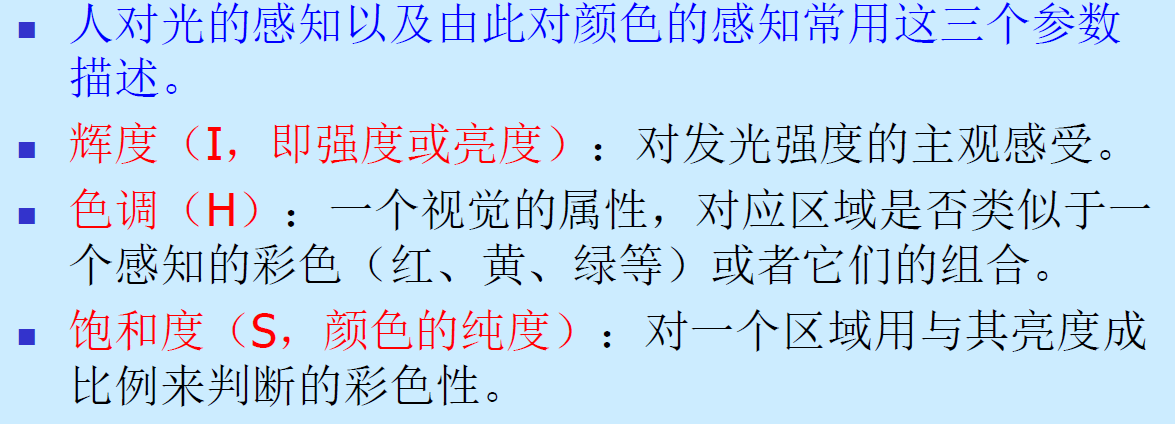 人对光的感知以及由此对颜色的感知常用这三个参数
描述。
辉度（I，即强度或亮度）：对发光强度的主观感受。
色调（H）：一个视觉的属性，对应区域是否类似于一
个感知的彩色（红、黄、绿等）或者它们的组合。
饱和度（S，颜色的纯度）：对一个区域用与其亮度成
比例来判断的彩色性。